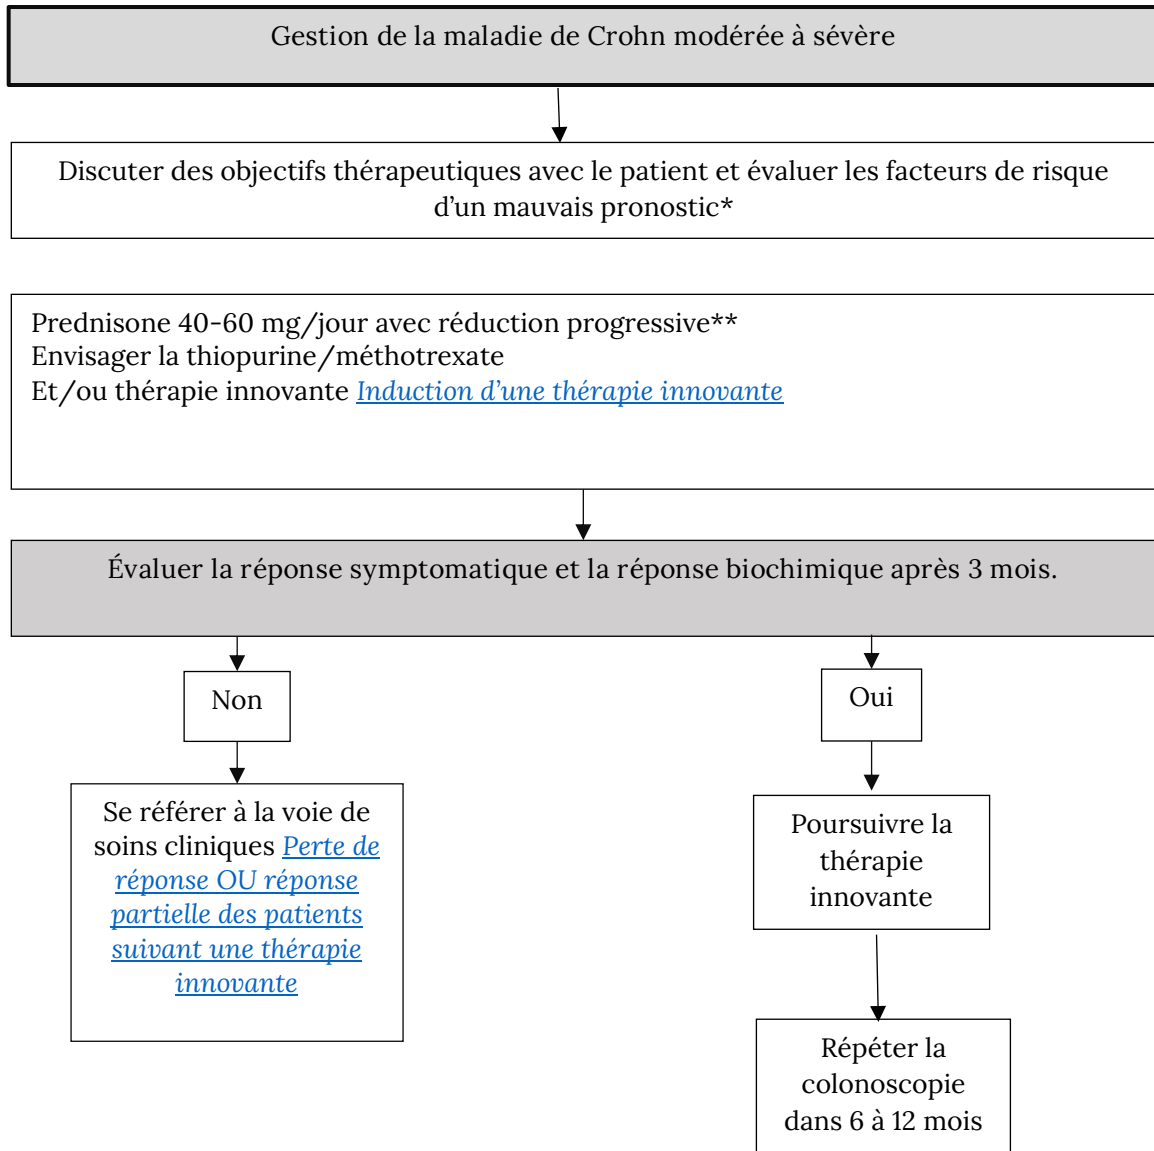 Gestion de la maladie de Crohn modérée à sévère
Discuter des objectifs thérapeutiques avec le patient et évaluer les facteurs de risque
d’un mauvais pronostic*
Prednisone 40-60 mg/jour avec réduction progressive**
Envisager la thiopurine/méthotrexate
Et/ou thérapie innovante Induction d’une thérapie innovante
Évaluer la réponse symptomatique et la réponse biochimique après 3 mois.
Non
Se référer à la voie de
soins cliniques Perte de
réponse OU réponse
partielle des patients
suivant une thérapie
innovante
Oui
Poursuivre la
thérapie
innovante
Répéter la
colonoscopie
dans 6 à 12 mois